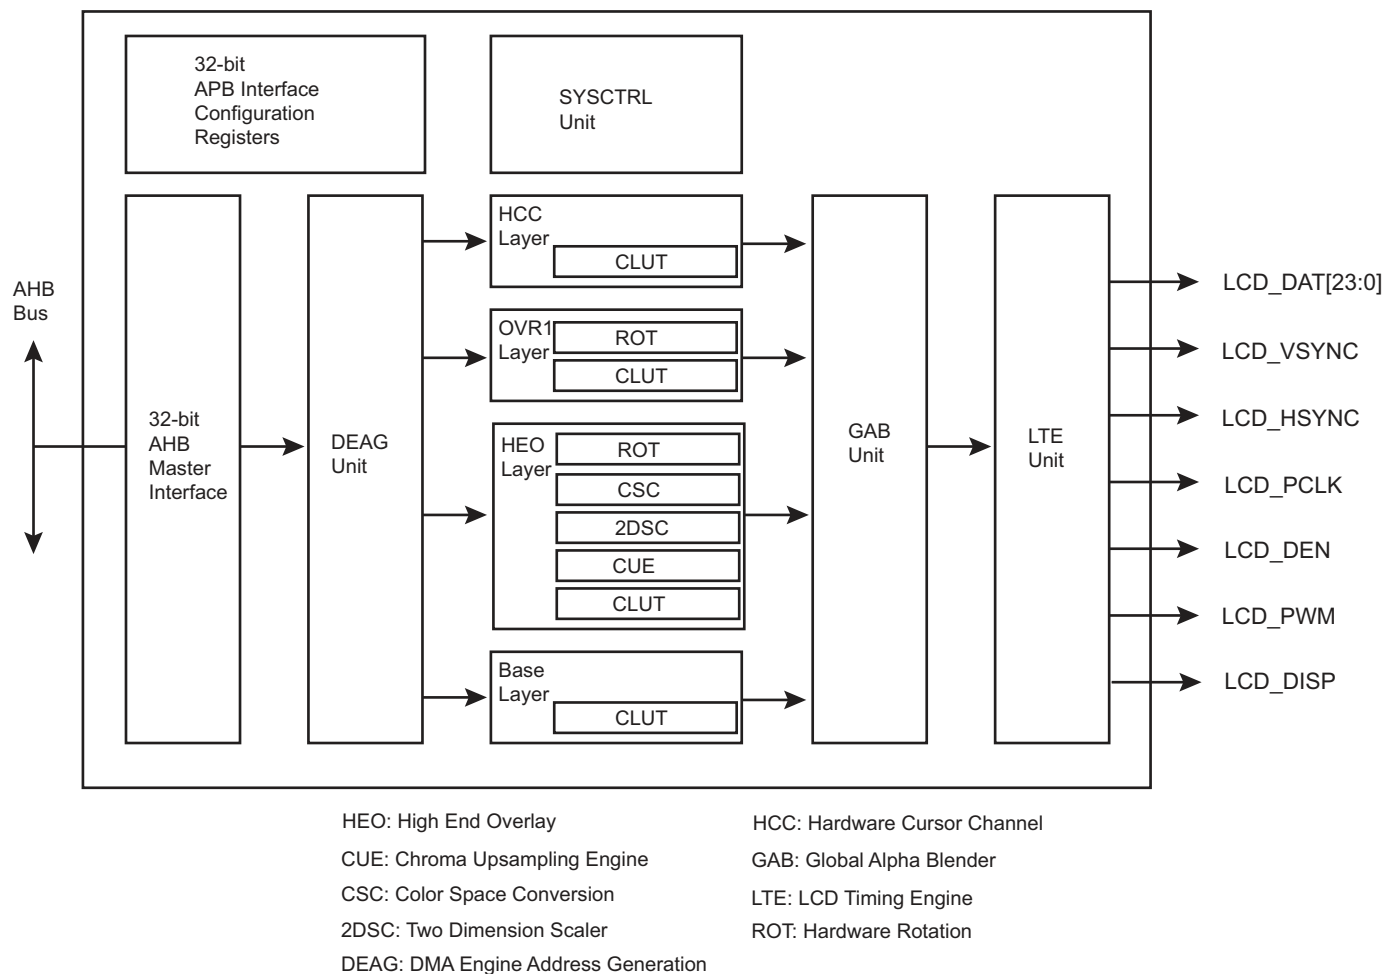 32-bit
APB Interface
Configuration
Registers
SYSCTRL
Unit
AHB
Bus
32-bit
AHB
Master
Interface
DEAG
Unit
HCC
Layer
CLUT
OVR1
Layer
ROT
CLUT
HEO
Layer
ROT
CSC
2DSC
CUE
CLUT
Base
Layer
CLUT
GAB
Unit
LTE
Unit
LCD_DAT[23:0]
LCD_VSYNC
LCD_HSYNC
LCD_PCLK
LCD_DEN
LCD_PWM
LCD_DISP
HEO: High End Overlay
CUE: Chroma Upsampling Engine
CSC: Color Space Conversion
2DSC: Two Dimension Scaler
DEAG: DMA Engine Address Generation
HCC: Hardware Cursor Channel
GAB: Global Alpha Blender
LTE: LCD Timing Engine
ROT: Hardware Rotation